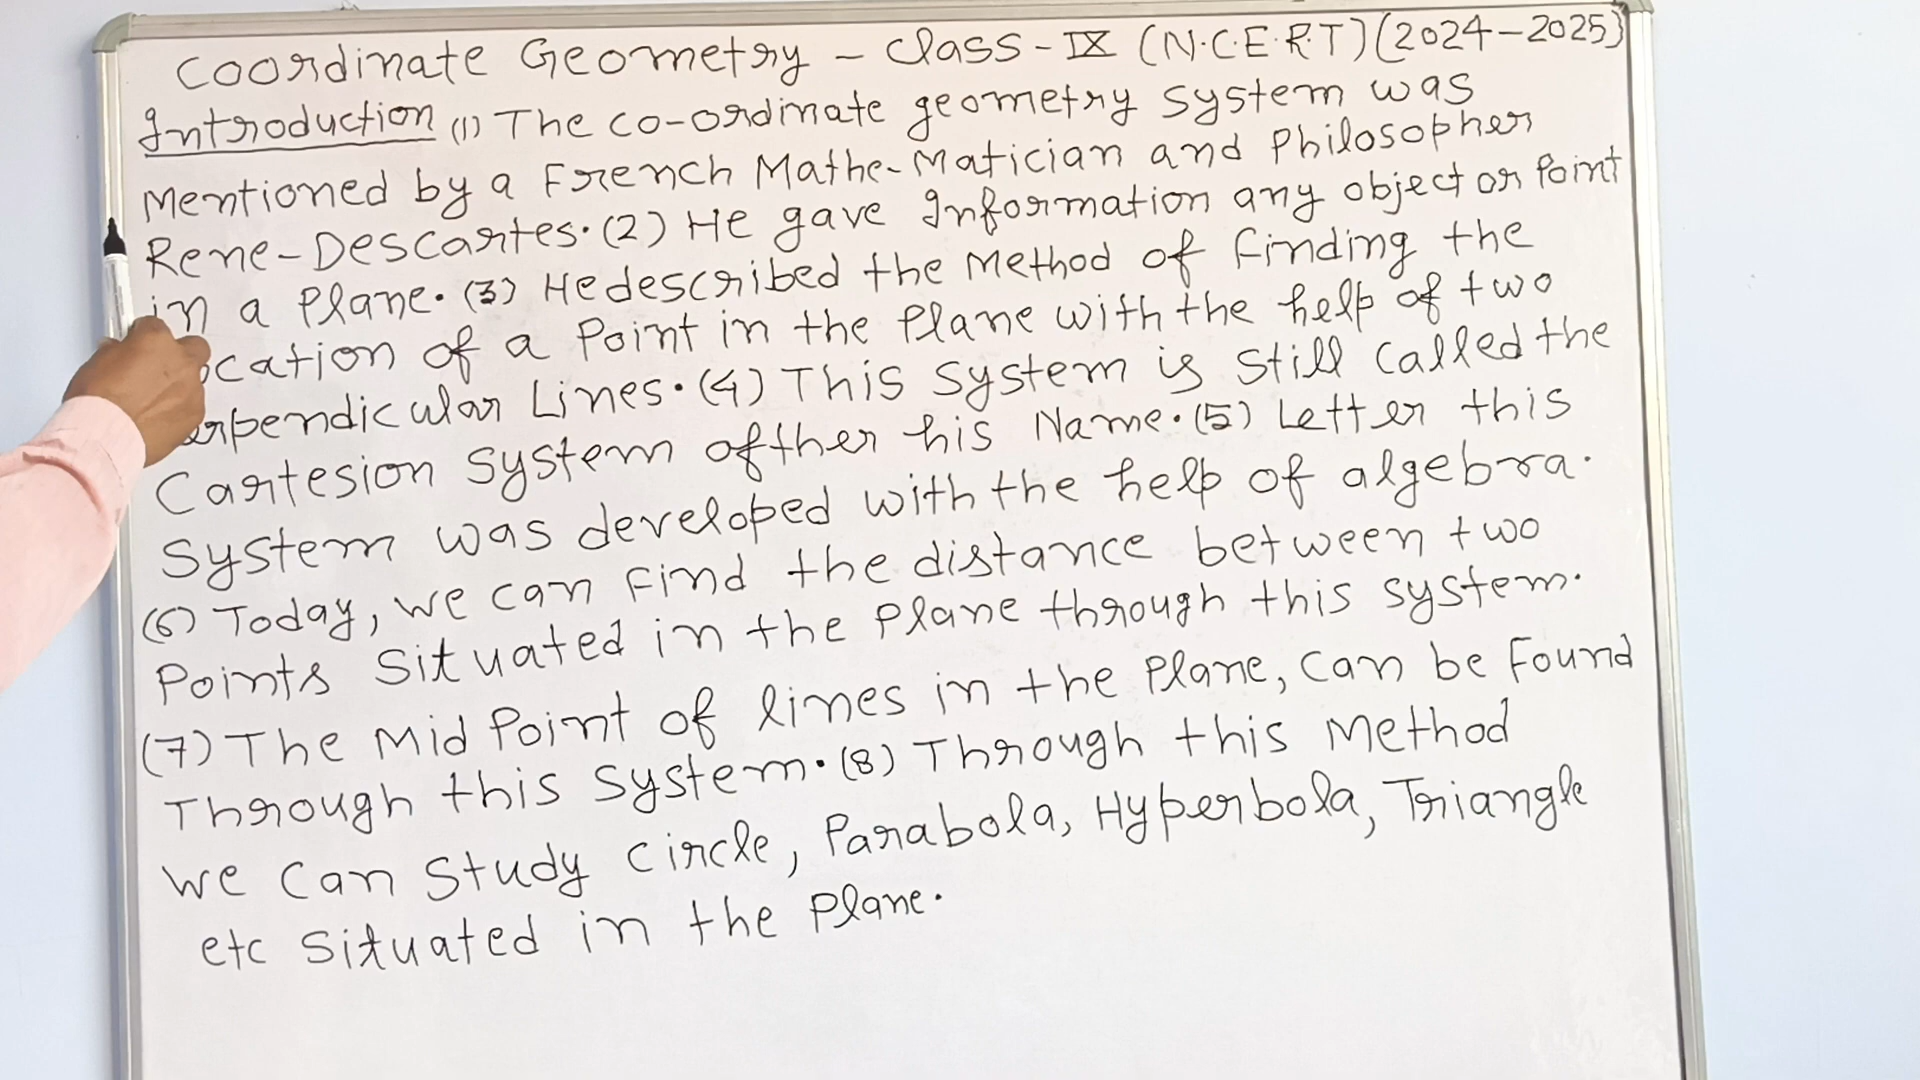 Coordinate Geometry - Class-IX (N.C.E.R.T) (2024-2025)
Introduction (1) The co-ordinate geometry system was
Mentioned by a French Mathe-Matician and Philosopher
Rene-Descartes. (2) He gave Information any object or Point
in a Plane. (3) He described the Method of finding the
of a Point in the Plane with the help of two
Lines. (4) This System is still called the
Cartesion System ofther his Name. (5) Letter this
System was developed with the help of algebra.
(6) Today, we can Find the distance between two
Points Situated in the Plane through this system.
(7) The Mid Point of lines in the Plane, can be Found
Through this System. (8) Through this Method
we can Study circle, Parabola, Hyperbola, Triangle
etc Situated in the Plane.